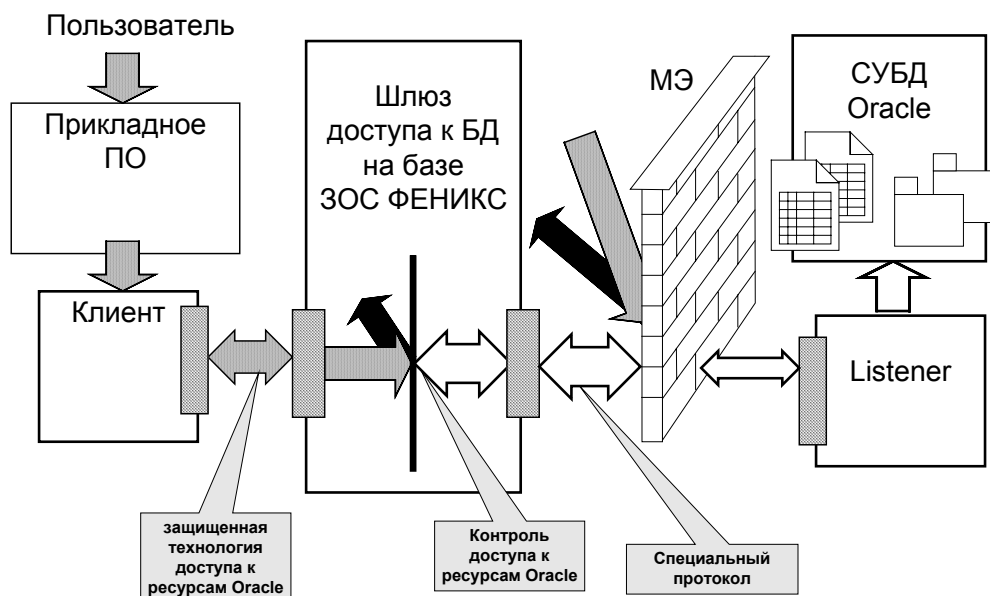 Пользователь
Прикладное
ПО
Клиент
Шлюз
доступа к БД
на базе
ЗОС ФЕНИКС
МЭ
СУБД
Oracle
Listener
защищенная
технология
доступа к
ресурсам Oracle
Контроль
доступа к
ресурсам Oracle
Специальный
протокол